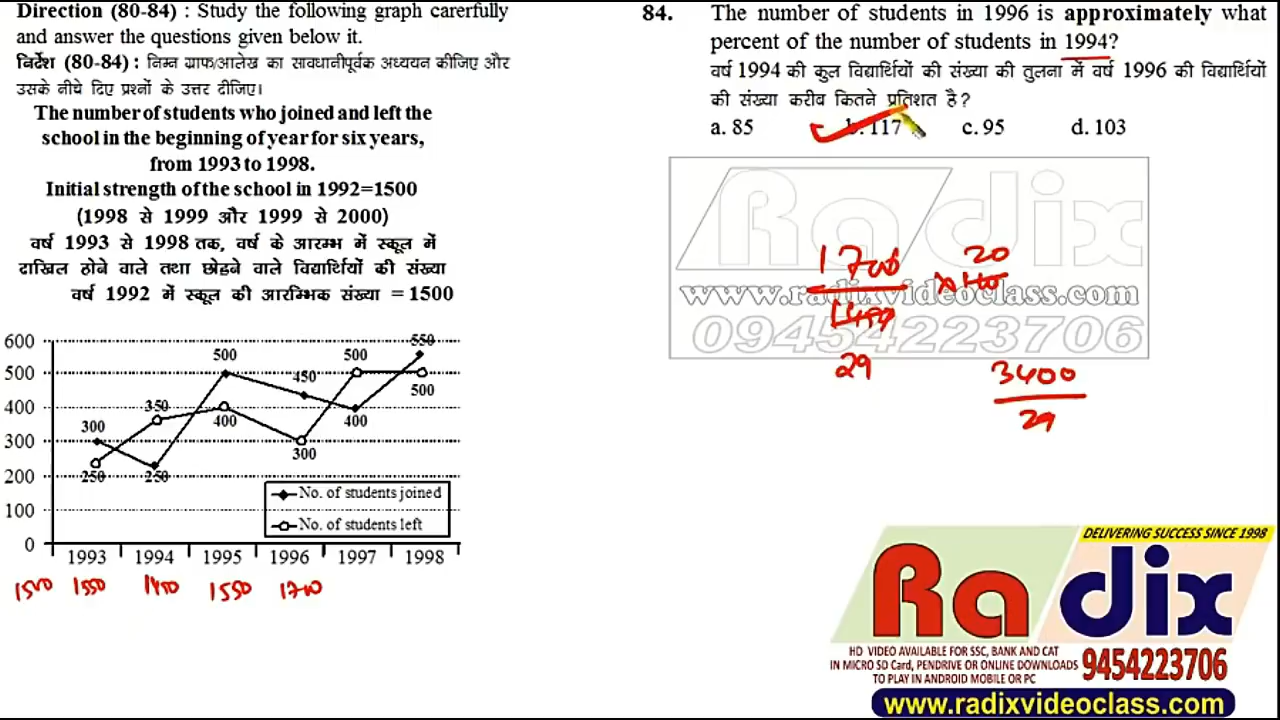 Direction (80-84) : Study the following graph carerfully
and answer the questions given below it.
निर्देश (80-84) : निम्न ग्राफ/आलेख का सावधानीपूर्वक अध्ययन कीजिए और
उसके नीचे दिए प्रश्नों के उत्तर दीजिए।
The number of students who joined and left the
school in the beginning of year for six years,
from 1993 to 1998.
Initial strength of the school in 1992=1500
(1998 से 1999 और 1999 से 2000)
वर्ष 1993 से 1998 तक, वर्ष के आरम्भ में स्कूल में
दाखिल होने वाले तथा छोड़ने वाले विद्यार्थियों की संख्या
वर्ष 1992 में स्कूल की आरम्भिक संख्या = 1500
600
500
400
300
200
100
0
300
250
350
250
500
400
450
300
500
400
550
500
No. of students joined
No. of students left
1993 1994 1995 1996 1997 1998
1500 1550 1450 1550 1700
84. The number of students in 1996 is approximately what
percent of the number of students in 1994?
वर्ष 1994 की कुल विद्यार्थियों की संख्या की तुलना में वर्ष 1996 की विद्यार्थियों
की संख्या करीब कितने प्रतिशत है?
a. 85 b. 117 c. 95 d. 103
Radix
www.radixvideoclass.com
09454223706
1700 × 100 20
1450
29
3400
29
DELIVERING SUCCESS SINCE 1998
Radix
HD VIDEO AVAILABLE FOR SSC, BANK AND CAT
IN MICRO SD Card, PENDRIVE OR ONLINE DOWNLOADS
TO PLAY IN ANDROID MOBILE OR PC
9454223706
www.radixvideoclass.com